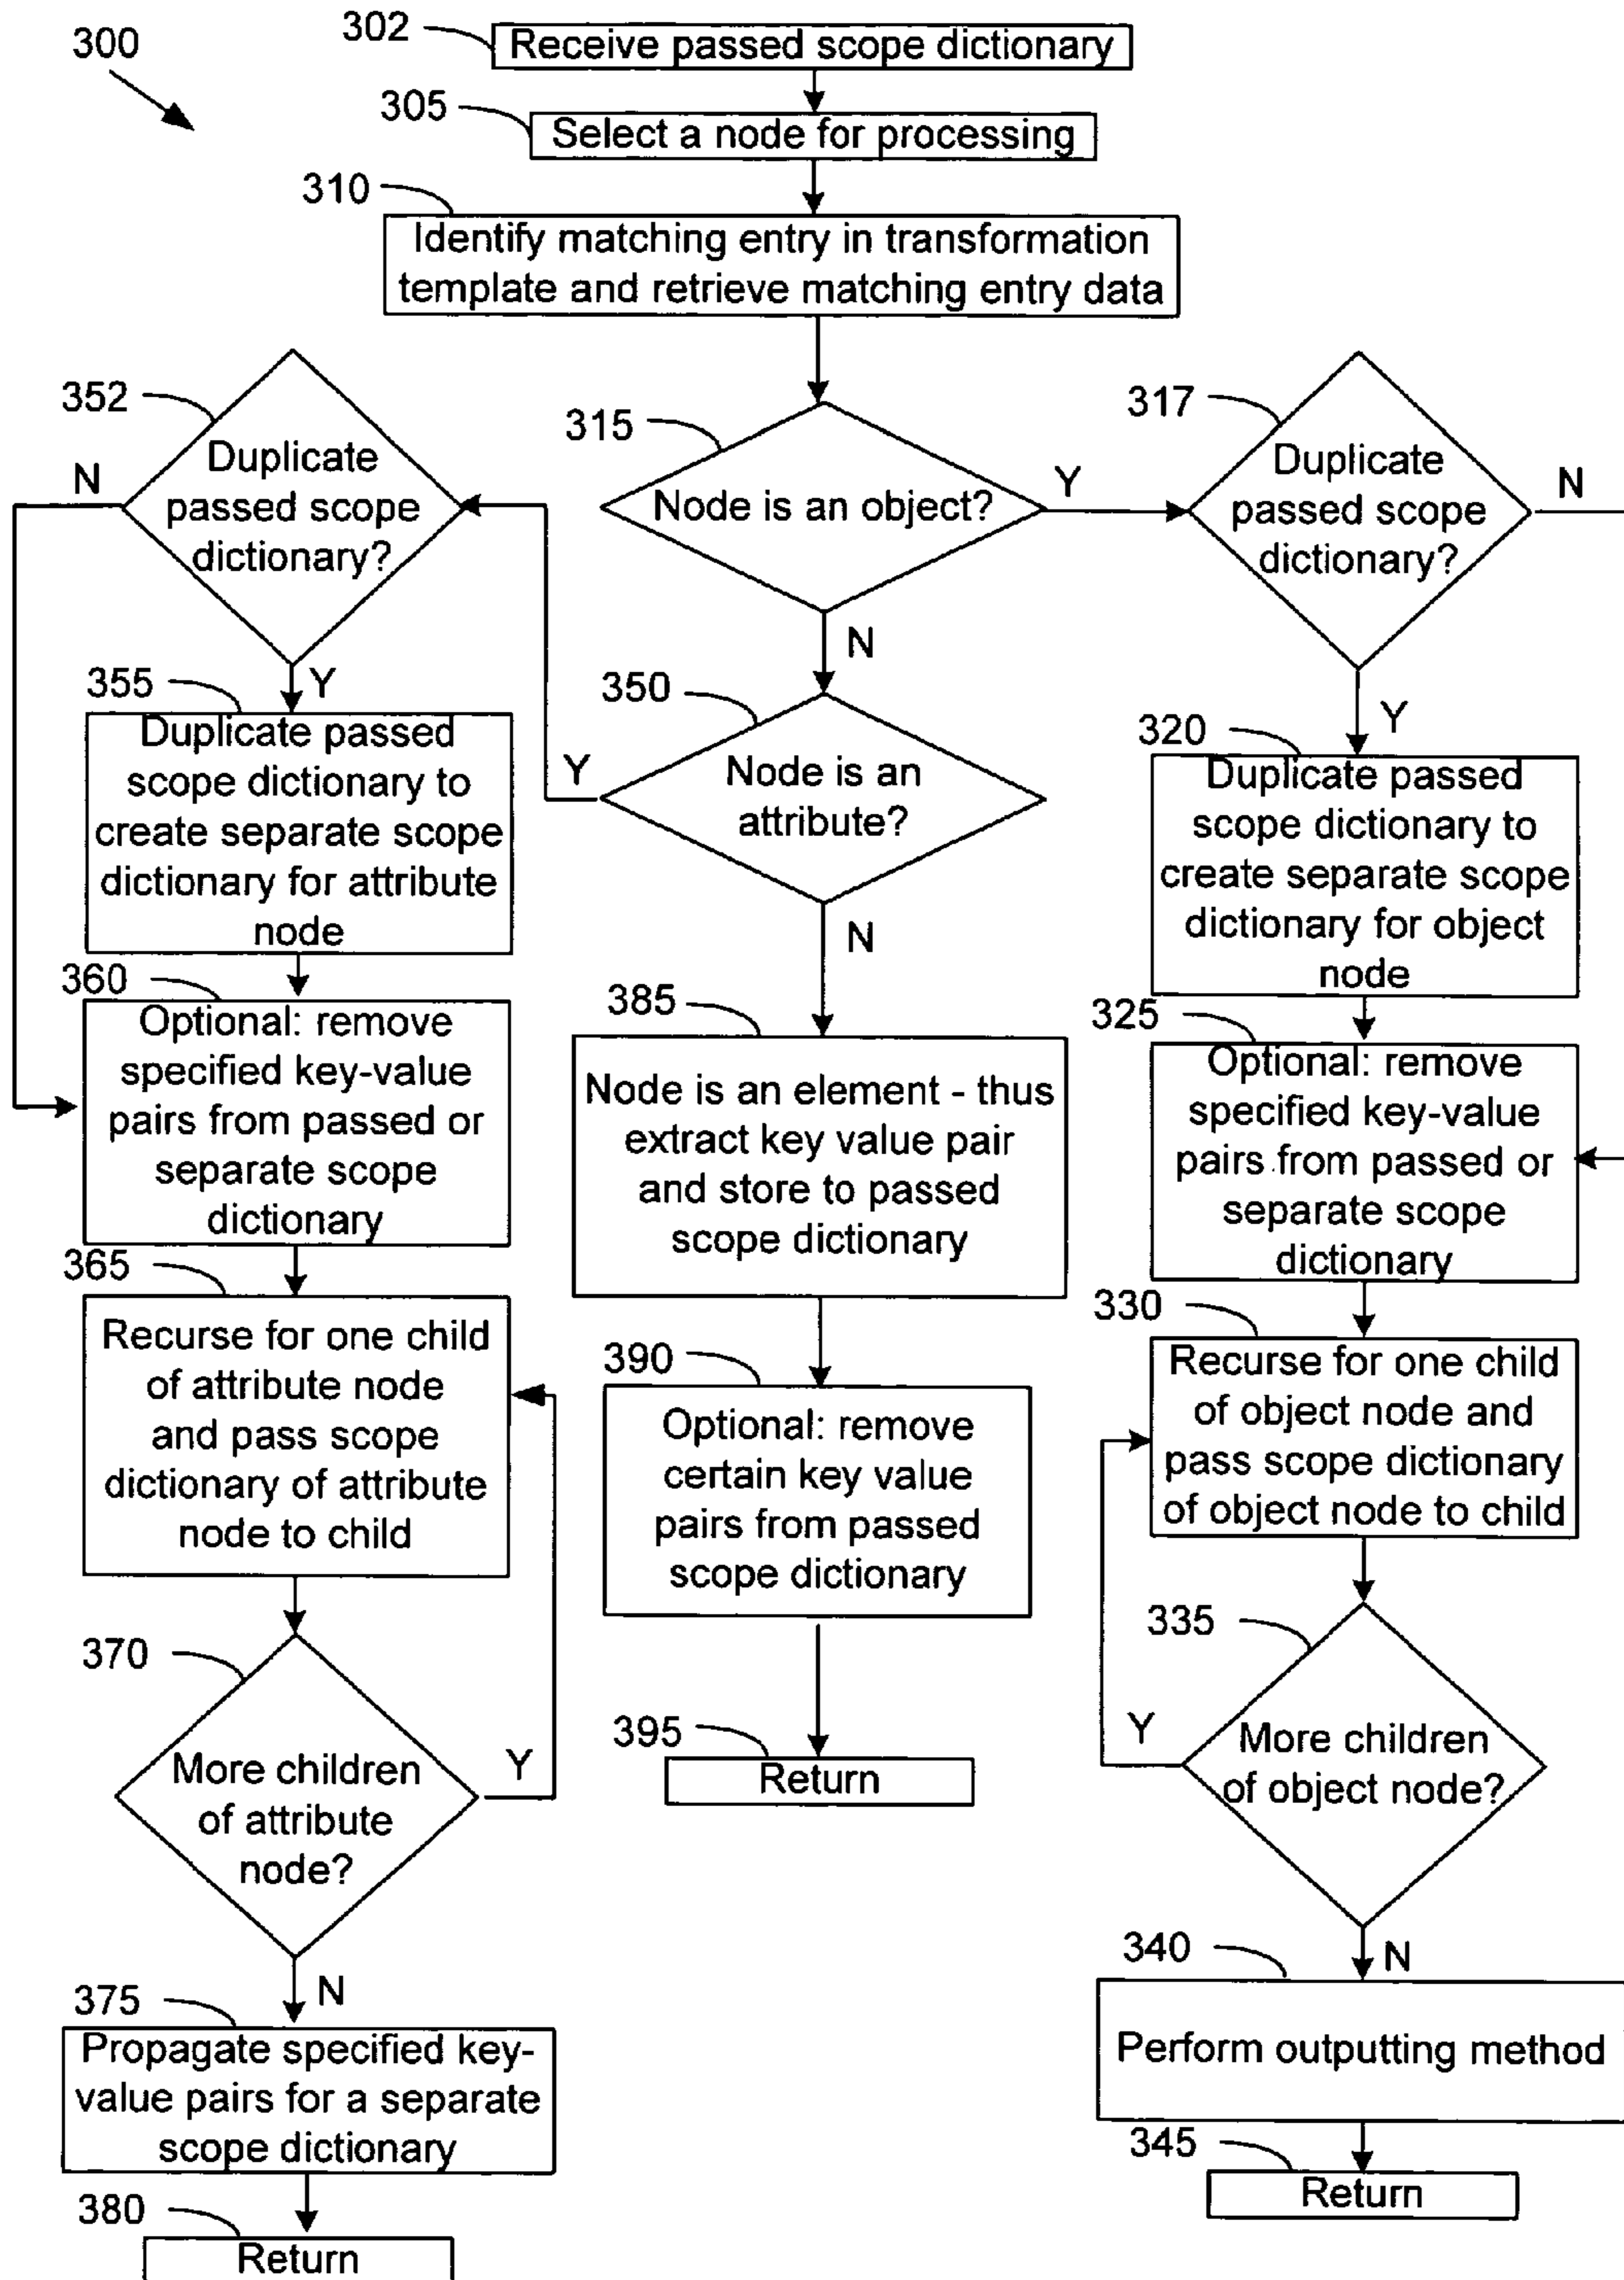 300
302
Receive passed scope dictionary
305
Select a node for processing
310
Identify matching entry in transformation
template and retrieve matching entry data
352
Duplicate
passed scope
dictionary?
N
Y
315
Node is an object?
Y
N
317
Duplicate
passed scope
dictionary?
N
Y
355
Duplicate passed
scope dictionary to
create separate scope
dictionary for attribute
node
350
Node is an
attribute?
Y
N
320
Duplicate passed
scope dictionary to
create separate scope
dictionary for object
node
360
Optional: remove
specified key-value
pairs from passed or
separate scope
dictionary
385
Node is an element - thus
extract key value pair
and store to passed
scope dictionary
325
Optional: remove
specified key-value
pairs from passed or
separate scope
dictionary
365
Recurse for one child
of attribute node
and pass scope
dictionary of attribute
node to child
390
Optional: remove
certain key value
pairs from passed
scope dictionary
330
Recurse for one child
of object node and
pass scope dictionary
of object node to child
370
More children
of attribute
node?
Y
N
395
Return
335
More children
of object node?
Y
N
375
Propagate specified key-
value pairs for a separate
scope dictionary
340
Perform outputting method
380
Return
345
Return